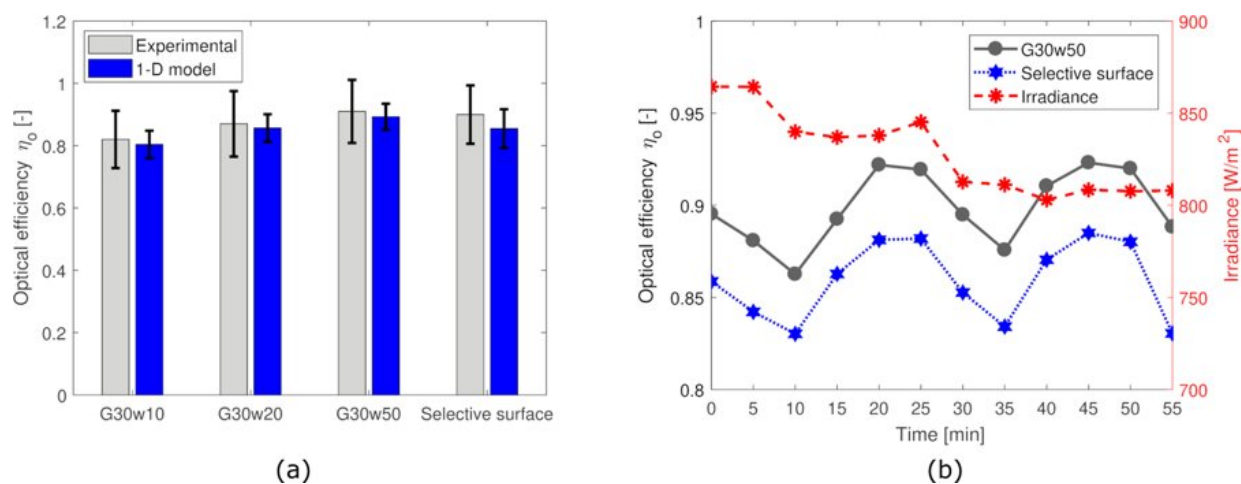 1.2
1
0.8
0.6
0.4
0.2
0
Optical efficiency ηo [-]
Experimental
1-D model
G30w10 G30w20 G30w50 Selective surface
(a)
1
0.95
0.9
0.85
0.8
Optical efficiency ηo [-]
G30w50
Selective surface
Irradiance
900
850
800
750
700
Irradiance [W/m 2]
0 5 10 15 20 25 30 35 40 45 50 55
Time [min]
(b)